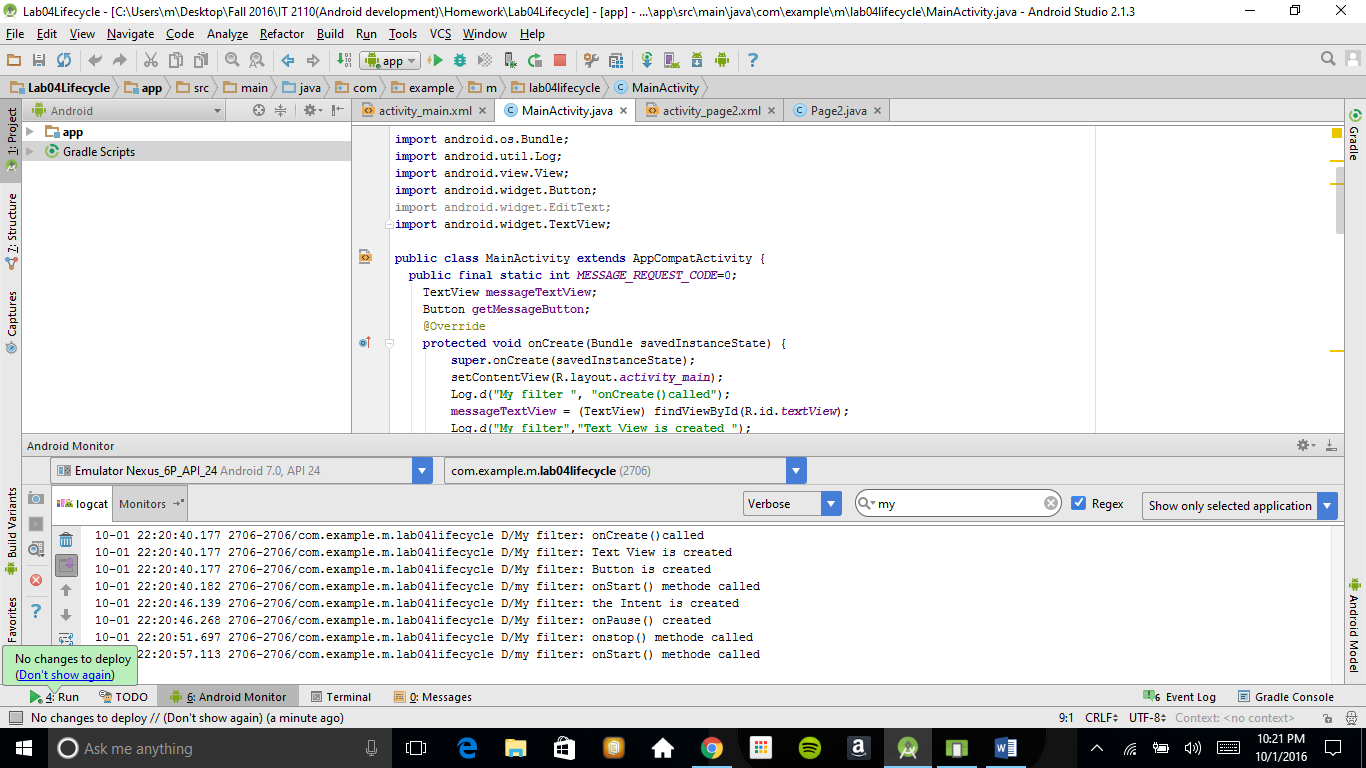 Lab04Lifecycle - [C:\Users\m\Desktop\Fall 2016\IT 2110(Android development)\Homework\Lab04Lifecycle] - [app] - ...\app\src\main\java\com\example\m\lab04lifecycle\MainActivity.java - Android Studio 2.1.3
File Edit View Navigate Code Analyze Refactor Build Run Tools VCS Window Help
app
Lab04Lifecycle app src main java com example m lab04lifecycle MainActivity
Android
activity_main.xml MainActivity.java activity_page2.xml Page2.java
1: Project
7: Structure
Captures
Build Variants
Favorites
app
Gradle Scripts
import android.os.Bundle;
import android.util.Log;
import android.view.View;
import android.widget.Button;
import android.widget.EditText;
import android.widget.TextView;
public class MainActivity extends AppCompatActivity {
public final static int MESSAGE_REQUEST_CODE=0;
TextView messageTextView;
Button getMessageButton;
@Override
protected void onCreate(Bundle savedInstanceState) {
super.onCreate(savedInstanceState);
setContentView(R.layout.activity_main);
Log.d("My filter ", "onCreate()called");
messageTextView = (TextView) findViewById(R.id.textView);
Log.d("My filter","Text View is created ");
Gradle
Android Model
Android Monitor
Emulator Nexus_6P_API_24 Android 7.0, API 24
com.example.m.lab04lifecycle (2706)
logcat Monitors
Verbose
my
Regex
Show only selected application
10-01 22:20:40.177 2706-2706/com.example.m.lab04lifecycle D/My filter: onCreate()called
10-01 22:20:40.177 2706-2706/com.example.m.lab04lifecycle D/My filter: Text View is created
10-01 22:20:40.177 2706-2706/com.example.m.lab04lifecycle D/My filter: Button is created
10-01 22:20:40.182 2706-2706/com.example.m.lab04lifecycle D/My filter: onStart() methode called
10-01 22:20:46.139 2706-2706/com.example.m.lab04lifecycle D/My filter: the Intent is created
10-01 22:20:46.268 2706-2706/com.example.m.lab04lifecycle D/My filter: onPause() created
10-01 22:20:51.697 2706-2706/com.example.m.lab04lifecycle D/My filter: onstop() methode called
22:20:57.113 2706-2706/com.example.m.lab04lifecycle D/my filter: onStart() methode called
No changes to deploy
(Don't show again)
4: Run TODO 6: Android Monitor Terminal 0: Messages 6 Event Log Gradle Console
No changes to deploy // (Don't show again) (a minute ago) 9:1 CRLF UTF-8 Context: <no context>
Ask me anything
10:21 PM
10/1/2016